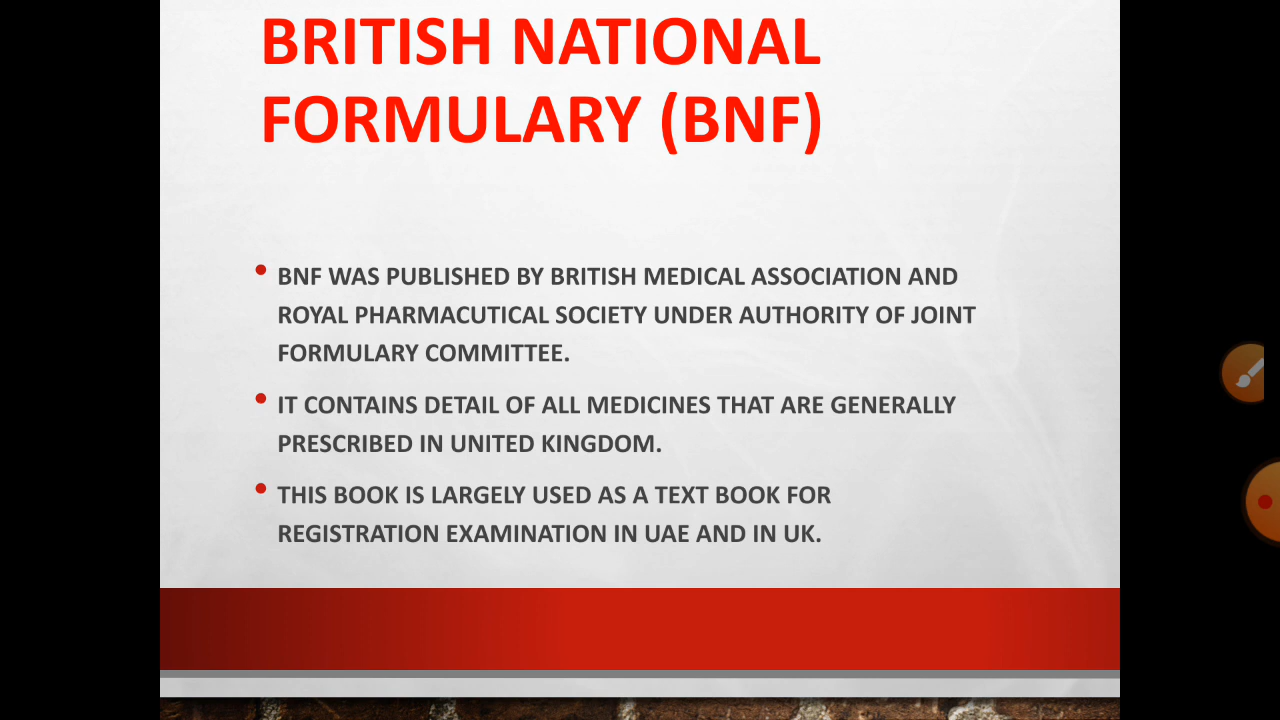 BRITISH NATIONAL
FORMULARY (BNF)
• BNF WAS PUBLISHED BY BRITISH MEDICAL ASSOCIATION AND
ROYAL PHARMACUTICAL SOCIETY UNDER AUTHORITY OF JOINT
FORMULARY COMMITTEE.
• IT CONTAINS DETAIL OF ALL MEDICINES THAT ARE GENERALLY
PRESCRIBED IN UNITED KINGDOM.
• THIS BOOK IS LARGELY USED AS A TEXT BOOK FOR
REGISTRATION EXAMINATION IN UAE AND IN UK.